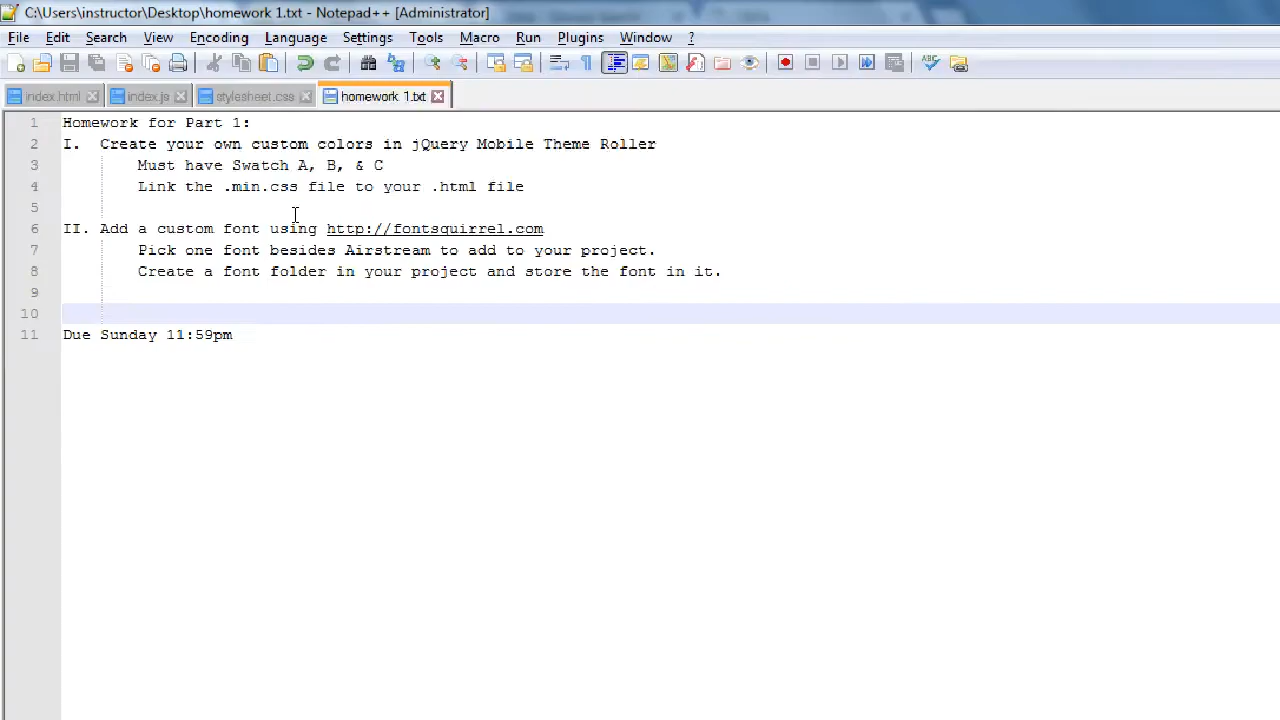 C:\Users\instructor\Desktop\homework 1.txt - Notepad++ [Administrator]
File Edit Search View Encoding Language Settings Tools Macro Run Plugins Window ?
index.html index.js stylesheet.css homework 1.txt
1 Homework for Part 1:
2 I. Create your own custom colors in jQuery Mobile Theme Roller
3 Must have Swatch A, B, & C
4 Link the .min.css file to your .html file
5
6 II. Add a custom font using http://fontsquirrel.com
7 Pick one font besides Airstream to add to your project.
8 Create a font folder in your project and store the font in it.
9
10
11 Due Sunday 11:59pm